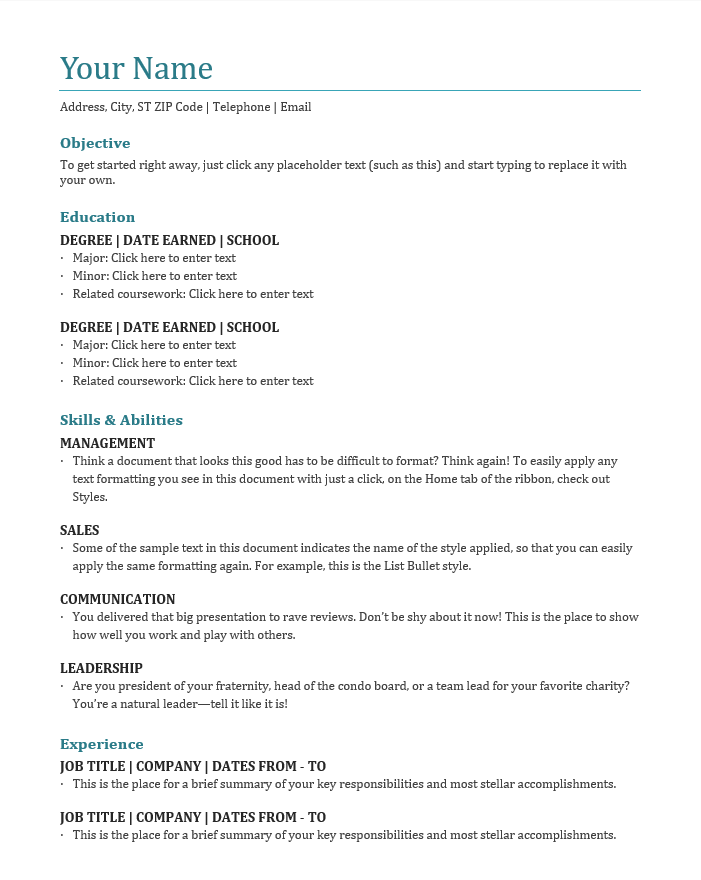 Your Name
Address, City, ST ZIP Code | Telephone | Email
Objective
To get started right away, just click any placeholder text (such as this) and start typing to replace it with
your own.
Education
DEGREE | DATE EARNED | SCHOOL
· Major: Click here to enter text
· Minor: Click here to enter text
· Related coursework: Click here to enter text
DEGREE | DATE EARNED | SCHOOL
· Major: Click here to enter text
· Minor: Click here to enter text
· Related coursework: Click here to enter text
Skills & Abilities
MANAGEMENT
· Think a document that looks this good has to be difficult to format? Think again! To easily apply any
text formatting you see in this document with just a click, on the Home tab of the ribbon, check out
Styles.
SALES
· Some of the sample text in this document indicates the name of the style applied, so that you can easily
apply the same formatting again. For example, this is the List Bullet style.
COMMUNICATION
· You delivered that big presentation to rave reviews. Don’t be shy about it now! This is the place to show
how well you work and play with others.
LEADERSHIP
· Are you president of your fraternity, head of the condo board, or a team lead for your favorite charity?
You’re a natural leader—tell it like it is!
Experience
JOB TITLE | COMPANY | DATES FROM - TO
· This is the place for a brief summary of your key responsibilities and most stellar accomplishments.
JOB TITLE | COMPANY | DATES FROM - TO
· This is the place for a brief summary of your key responsibilities and most stellar accomplishments.